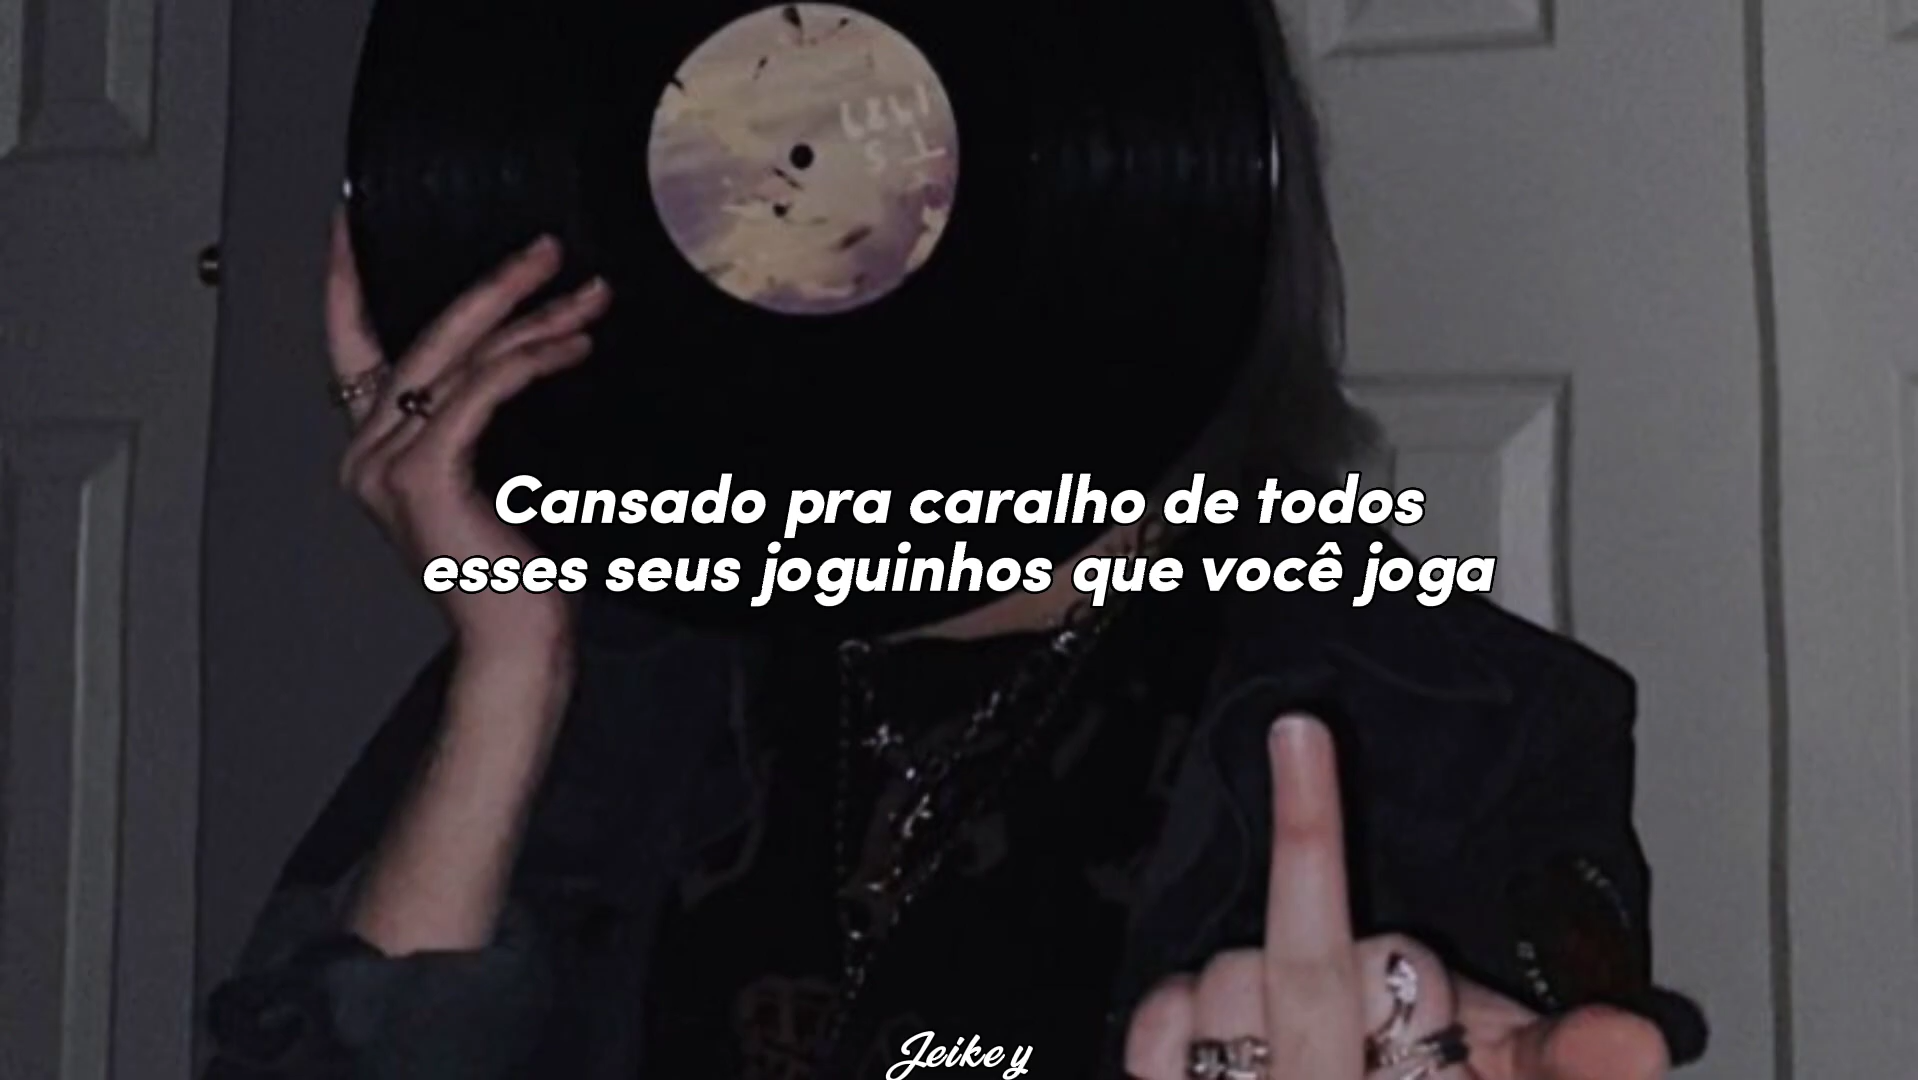 Cansado pra caralho de todos
esses seus joguinhos que você joga
Jeikey